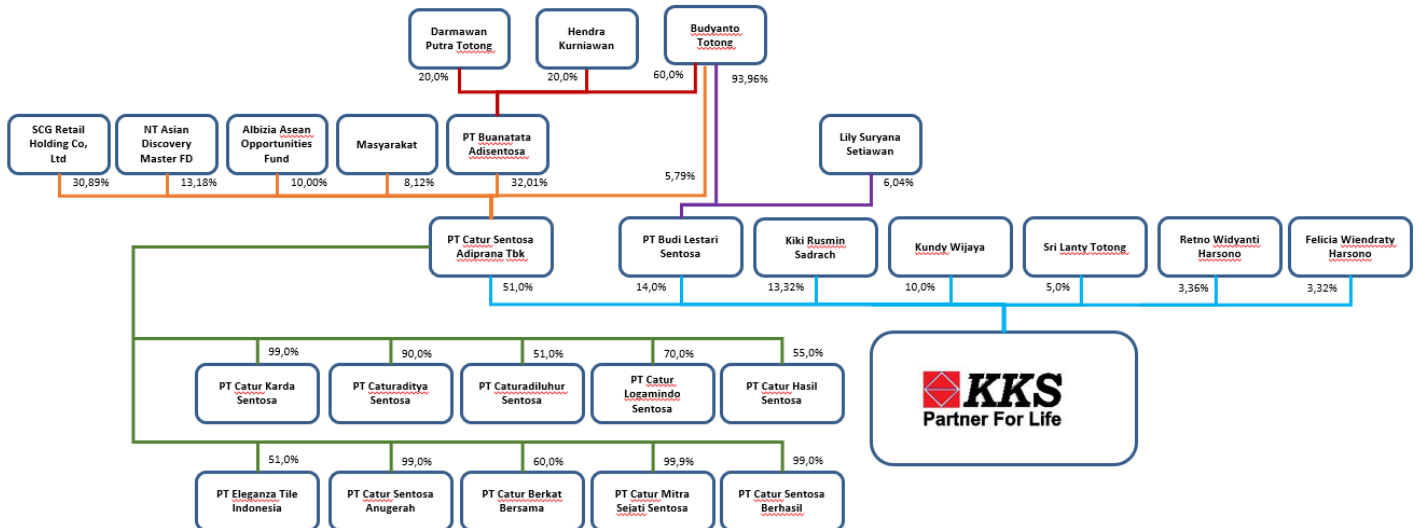 Darmawan
Putra Totong
Hendra
Kurniawan
Budyanto
Totong
20,0%
20,0%
60,0%
93,96%
SCG Retail
Holding Co,
Ltd
NT Asian
Discovery
Master FD
Albizia Asean
Opportunities
Fund
Masyarakat
PT Buanatata
Adisentosa
Lily Suryana
Setiawan
30,89%
13,18%
10,00%
8,12%
32,01%
5,79%
6,04%
PT Catur Sentosa
Adiprana Tbk
PT Budi Lestari
Sentosa
Kiki Rusmin
Sadrach
Kundy Wijaya
Sri Lanty Totong
Retno Widyanti
Harsono
Felicia Wiendraty
Harsono
51,0%
14,0%
13,32%
10,0%
5,0%
3,36%
3,32%
99,0%
90,0%
51,0%
70,0%
55,0%
PT Catur Karda
Sentosa
PT Caturaditya
Sentosa
PT Caturadiluhur
Sentosa
PT Catur
Logamindo
Sentosa
PT Catur Hasil
Sentosa
KKS
Partner For Life
51,0%
99,0%
60,0%
99,9%
99,0%
PT Eleganza Tile
Indonesia
PT Catur Sentosa
Anugerah
PT Catur Berkat
Bersama
PT Catur Mitra
Sejati Sentosa
PT Catur Sentosa
Berhasil